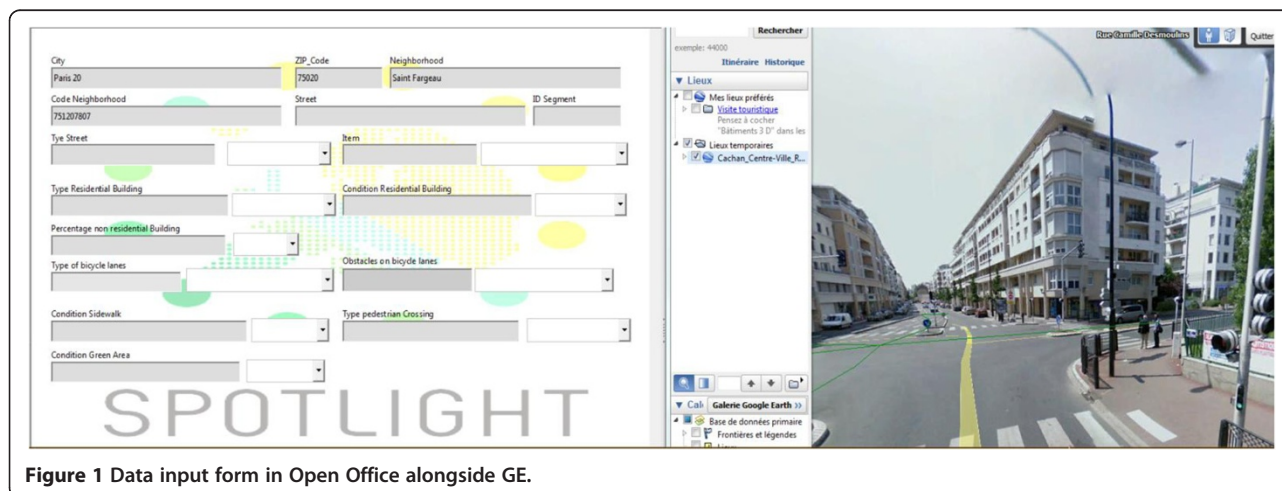 City
ZIP_Code
Neighborhood
Paris 20
75020
Saint Fargeau
Code Neighborhood
Street
ID Segment
751207807
Tye Street
Item
Type Residential Building
Condition Residential Building
Percentage non residential Building
Type of bicycle lanes
Obstacles on bicycle lanes
Condition Sidewalk
Type pedestrian Crossing
Condition Green Area
SPOTLIGHT
Rechercher
exemple: 44000
Itinéraire Historique
Lieux
Mes lieux préférés
Visite touristique
Pensez à cocher
"Bâtiments 3 D" dans les
Lieux temporaires
Cachan_Centre-Ville_R...
Cal
Galerie Google Earth >>
Base de données primaire
Frontières et légendes
Rue Camille Desmoulins
Quitter
Figure 1 Data input form in Open Office alongside GE.